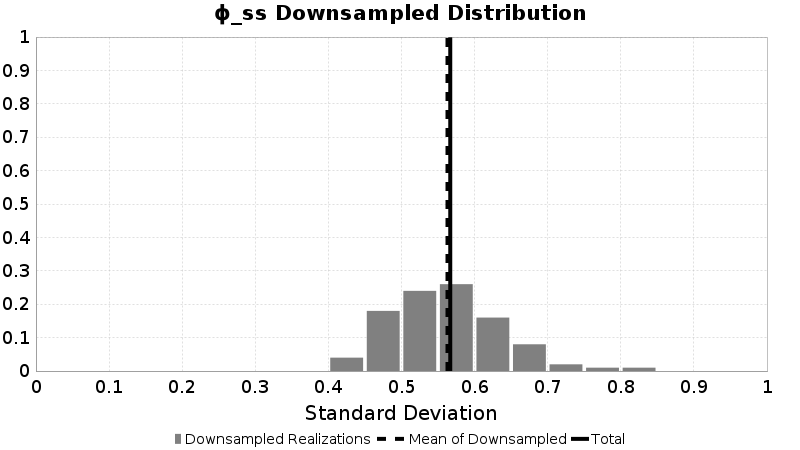 ϕ_ss Downsampled Distribution
1
0.9
0.8
0.7
0.6
0.5
0.4
0.3
0.2
0.1
0
0 0.1 0.2 0.3 0.4 0.5 0.6 0.7 0.8 0.9 1
Standard Deviation
Downsampled Realizations Mean of Downsampled Total